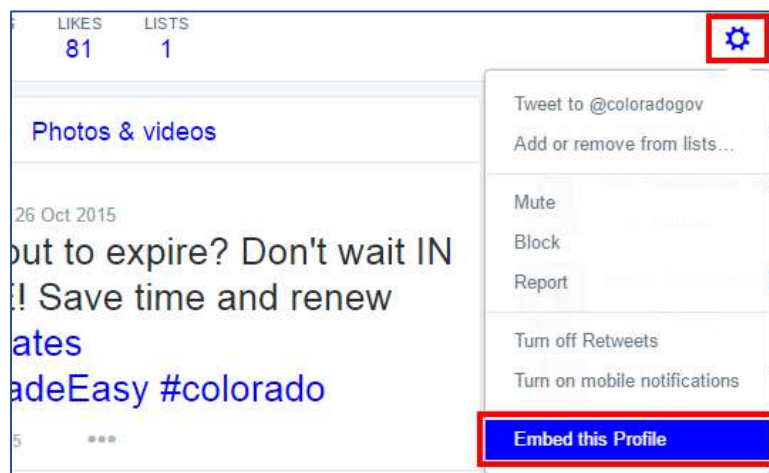 LIKES LISTS
81 1
Tweet to @coloradogov
Photos & videos
Add or remove from lists...
Mute
26 Oct 2015
Block
out to expire? Don't wait IN
Report
! Save time and renew
Turn off Retweets
ates
Turn on mobile notifications
adeEasy #colorado
Embed this Profile